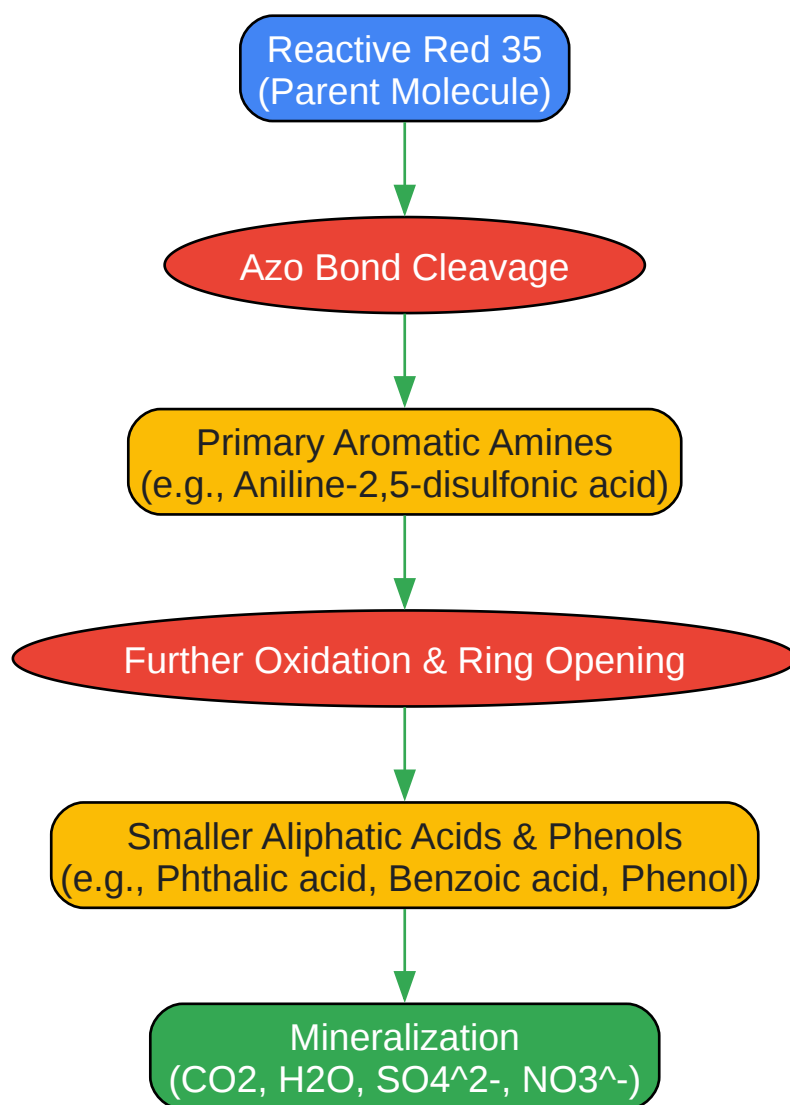 Reactive Red 35
(Parent Molecule)
Azo Bond Cleavage
Primary Aromatic Amines
(e.g., Aniline-2,5-disulfonic acid)
Further Oxidation & Ring Opening
Smaller Aliphatic Acids & Phenols
(e.g., Phthalic acid, Benzoic acid, Phenol)
Mineralization
(CO2, H2O, SO4^2-, NO3^-)